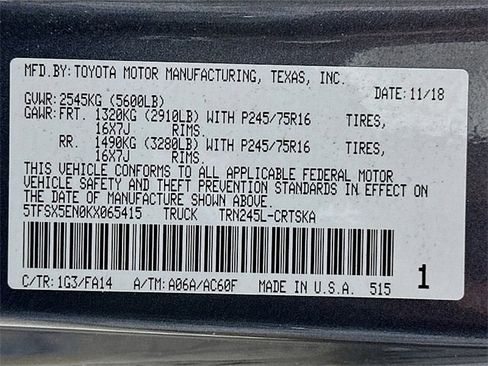 MFD.BY: TOYOTA MOTOR MANUFACTURING, TEXAS, INC.
DATE: 11/18
GVWR: 2545KG (5600LB)
GAWR: FRT. 1320KG (2910LB) WITH P245/75R16 TIRES,
16X7J RIMS.
RR. 1490KG (3280LB) WITH P245/75R16 TIRES,
16X7J RIMS.
THIS VEHICLE CONFORMS TO ALL APPLICABLE FEDERAL MOTOR
VEHICLE SAFETY AND THEFT PREVENTION STANDARDS IN EFFECT ON
THE DATE OF MANUFACTURE SHOWN ABOVE.
5TFSX5EN0KX065415 TRUCK TRN245L-CRTSKA
C/TR: 1G3/FA14 A/TM: A06A/AC60F MADE IN U.S.A. 515 1